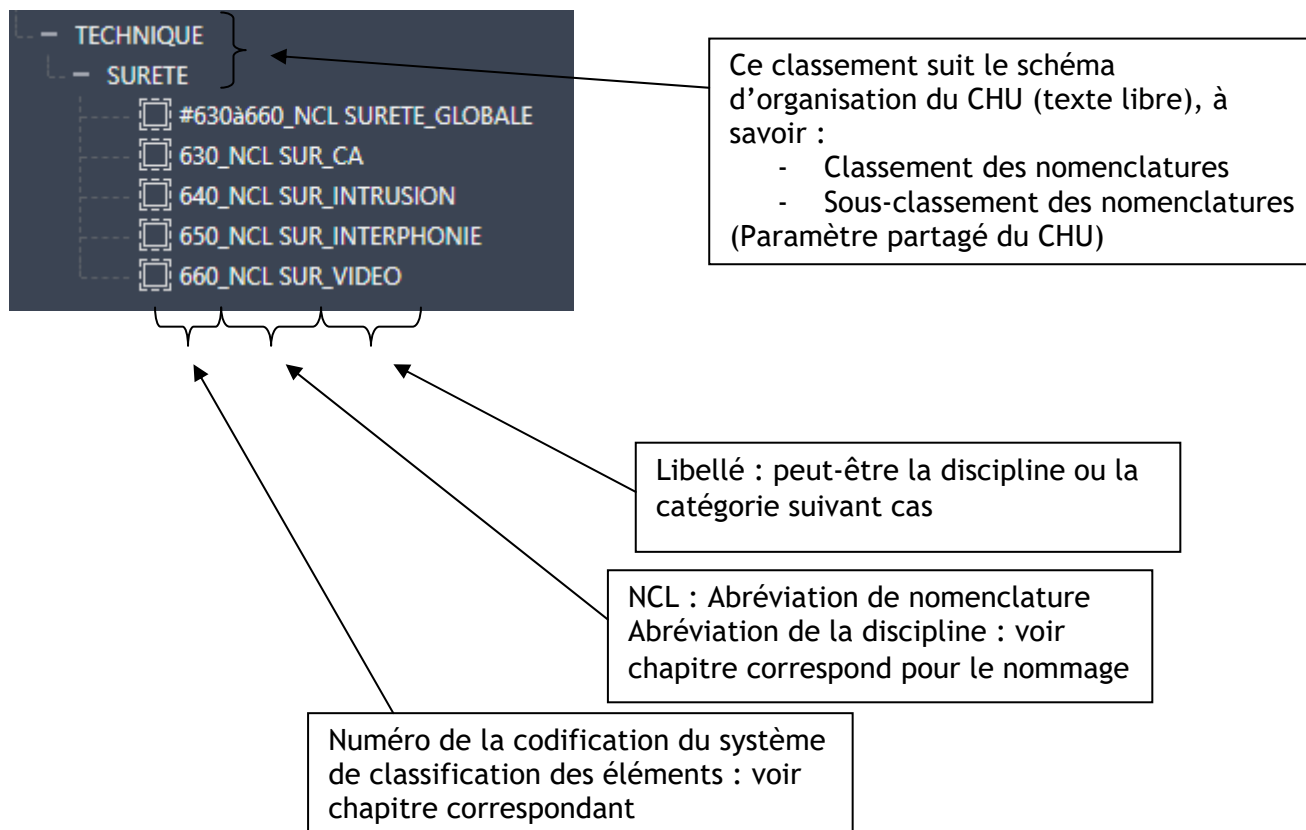 TECHNIQUE
SURETE
#630à660_NCL SURETE_GLOBALE
630_NCL SUR_CA
640_NCL SUR_INTRUSION
650_NCL SUR_INTERPHONIE
660_NCL SUR_VIDEO
Ce classement suit le schéma
d’organisation du CHU (texte libre), à
savoir :
- Classement des nomenclatures
- Sous-classement des nomenclatures
(Paramètre partagé du CHU)
Libellé : peut-être la discipline ou la
catégorie suivant cas
NCL : Abréviation de nomenclature
Abréviation de la discipline : voir
chapitre correspond pour le nommage
Numéro de la codification du système
de classification des éléments : voir
chapitre correspondant